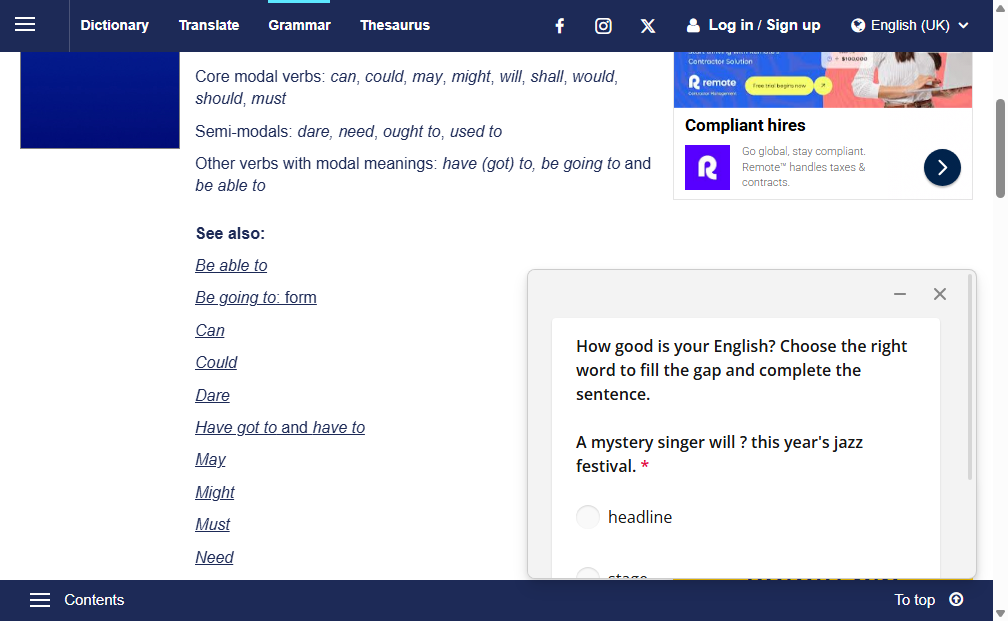 Dictionary Translate Grammar Thesaurus Log in / Sign up English (UK)
Core modal verbs: can, could, may, might, will, shall, would,
should, must
Semi-modals: dare, need, ought to, used to
Other verbs with modal meanings: have (got) to, be going to and
be able to
See also:
Be able to
Be going to: form
Can
Could
Dare
Have got to and have to
May
Might
Must
Need
Contractor Solution
remote
Free trial begins now
$100,000
Compliant hires
Go global, stay compliant.
Remote™ handles taxes &
contracts.
How good is your English? Choose the right
word to fill the gap and complete the
sentence.
A mystery singer will ? this year's jazz
festival. *
headline
stage
Contents
To top